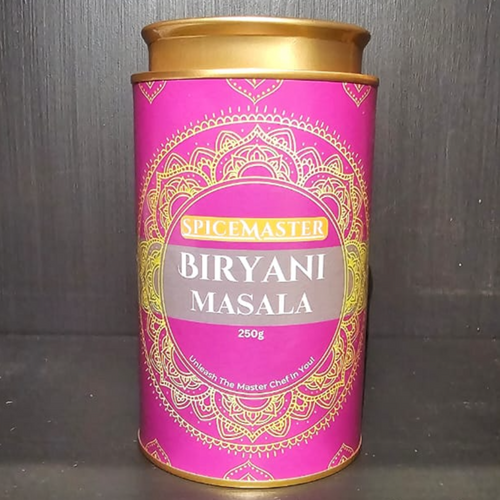 SPICEMASTER
BIRYANI
MASALA
250g
Unleash The Master Chef In You!